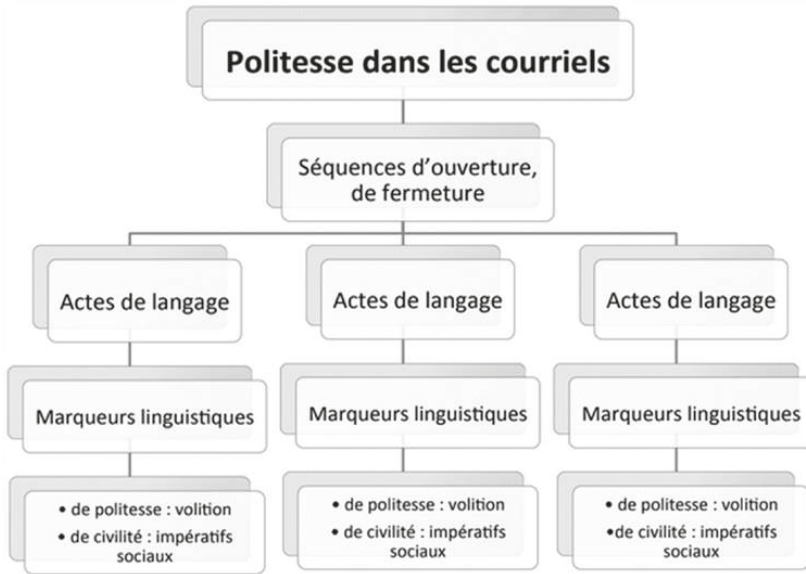 Politesse dans les courriels
Séquences d’ouverture,
de fermeture
Actes de langage
Actes de langage
Actes de langage
Marqueurs linguistiques
Marqueurs linguistiques
Marqueurs linguistiques
• de politesse : volition
• de civilité : impératifs
sociaux
• de politesse : volition
• de civilité : impératifs
sociaux
• de politesse : volition
•de civilité : impératifs
sociaux